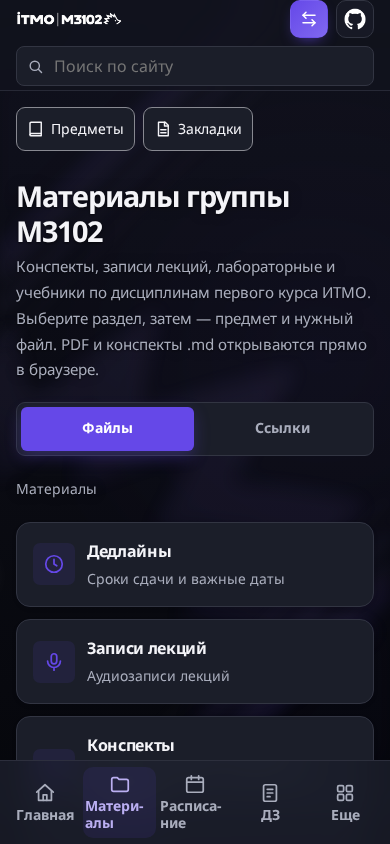 iTMO | M3102
Поиск по сайту
Предметы
Закладки
Материалы группы
М3102
Конспекты, записи лекций, лабораторные и
учебники по дисциплинам первого курса ИТМО.
Выберите раздел, затем — предмет и нужный
файл. PDF и конспекты .md открываются прямо
в браузере.
Файлы
Ссылки
Материалы
Дедлайны
Сроки сдачи и важные даты
Записи лекций
Аудиозаписи лекций
Конспекты
Главная
Матери-
алы
Расписа-
ние
ДЗ
Еще